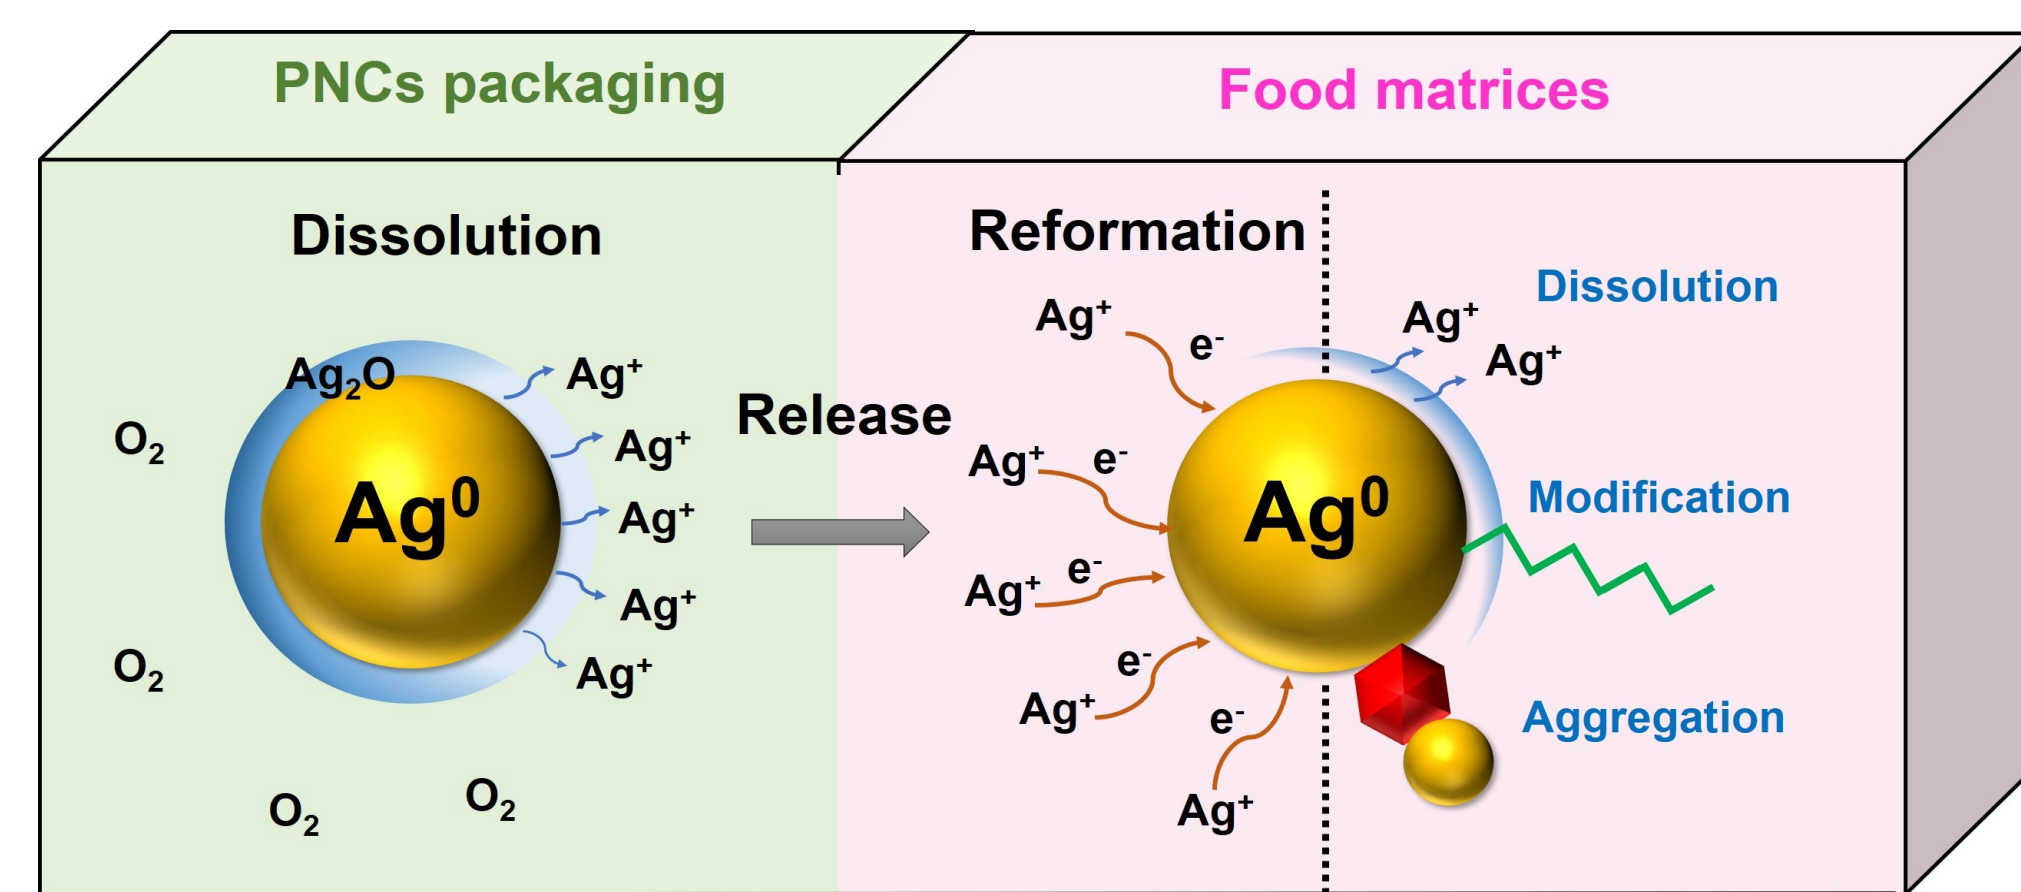 PNCs packaging
Food matrices
Dissolution
Ag₂O
Ag⁰
O₂
O₂
O₂
O₂
Ag⁺
Ag⁺
Ag⁺
Ag⁺
Ag⁺
Release
Reformation
Ag⁺
e⁻
Ag⁺
e⁻
Ag⁺
e⁻
Ag⁺
e⁻
Ag⁺
e⁻
Ag⁰
Dissolution
Ag⁺
Ag⁺
Modification
Aggregation